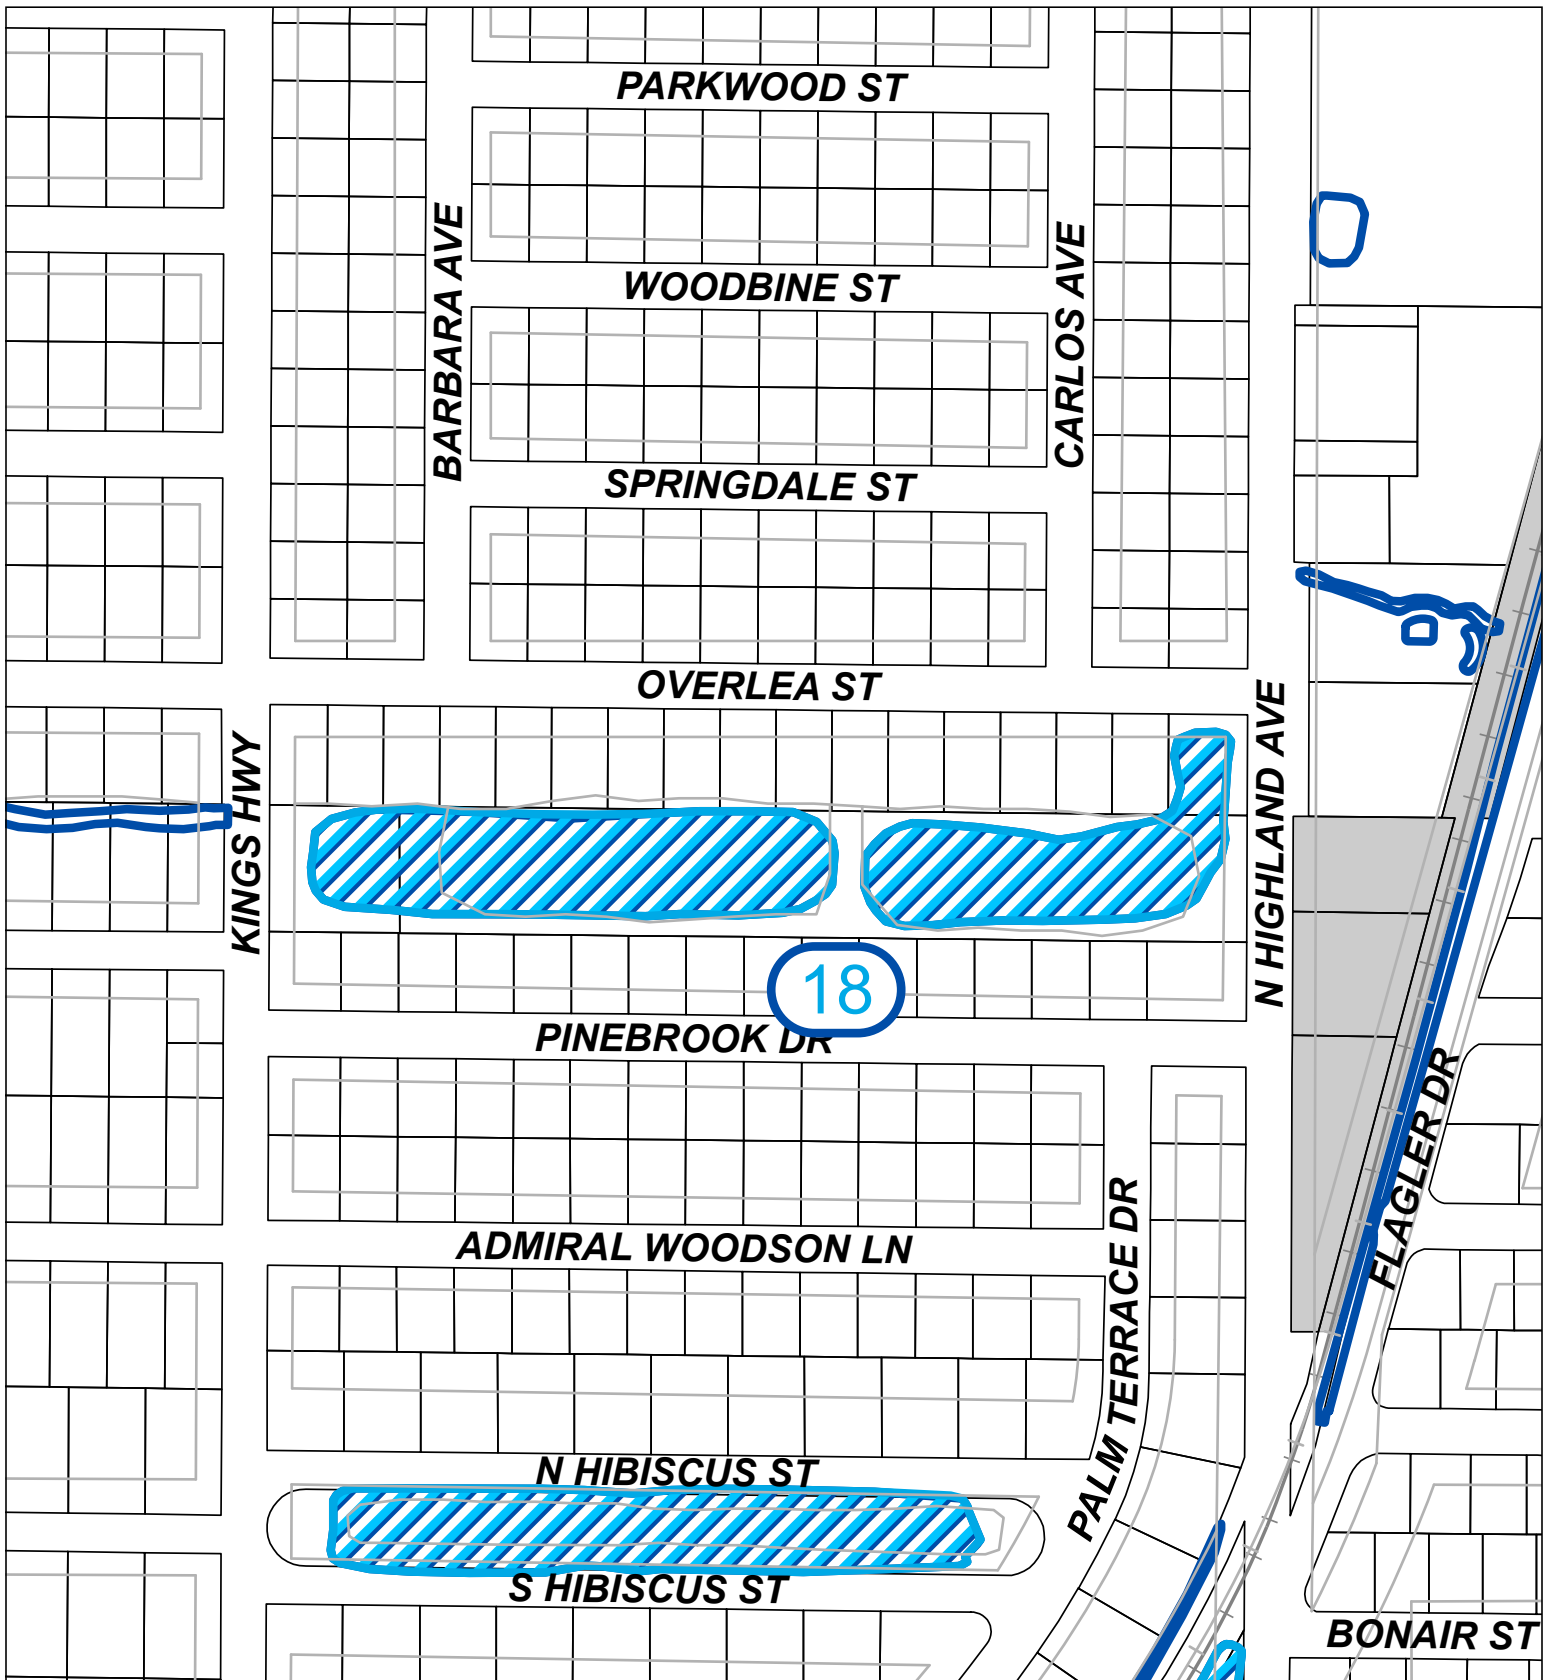 PARKWOOD ST
BARBARA AVE
WOODBINE ST
CARLOS AVE
SPRINGDALE ST
OVERLEA ST
KINGS HWY
N HIGHLAND AVE
18
PINEBROOK DR
FLAGLER DR
ADMIRAL WOODSON LN
PALM TERRACE DR
N HIBISCUS ST
S HIBISCUS ST
BONAIR ST